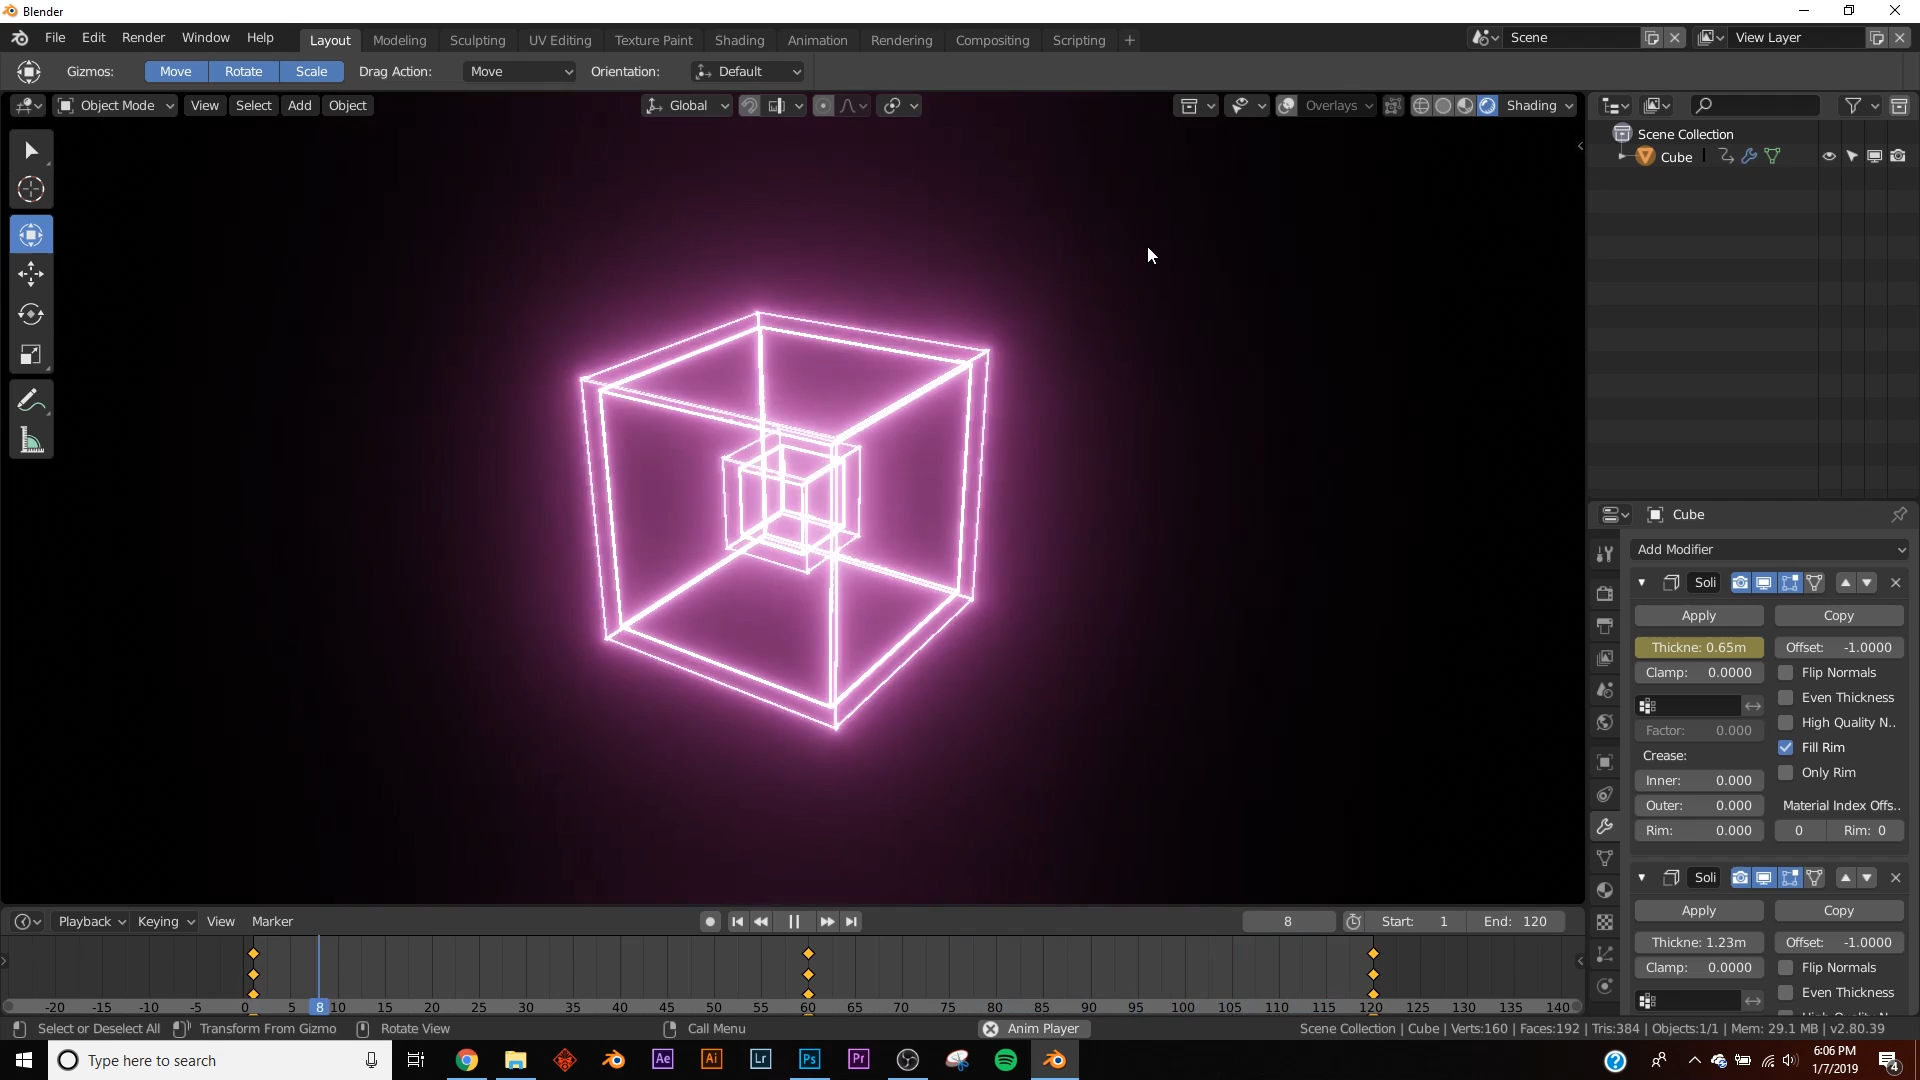 Blender
File Edit Render Window Help Layout Modeling Sculpting UV Editing Texture Paint Shading Animation Rendering Compositing Scripting + Scene View Layer
Gizmos: Move Rotate Scale Drag Action: Move Orientation: Default
Object Mode View Select Add Object Global Overlays Shading
Scene Collection
Cube
Cube
Add Modifier
Soli
Apply Copy
Thickne: 0.65m Offset: -1.0000
Clamp: 0.0000 Flip Normals
Even Thickness
High Quality N..
Factor: 0.000
Fill Rim
Crease:
Only Rim
Inner: 0.000
Outer: 0.000 Material Index Offs..
Rim: 0.000 0 Rim: 0
Soli
Apply Copy
Thickne: 1.23m Offset: -1.0000
Clamp: 0.0000 Flip Normals
Even Thickness
Playback Keying View Marker 8 Start: 1 End: 120
-20 -15 -10 -5 0 5 8 10 15 20 25 30 35 40 45 50 55 60 65 70 75 80 85 90 95 100 105 110 115 120 125 130 135 140
Select or Deselect All Transform From Gizmo Rotate View Call Menu Anim Player Scene Collection | Cube | Verts:160 | Faces:192 | Tris:384 | Objects:1/1 | Mem: 29.1 MB | v2.80.39
Type here to search Ae Ai Lr Ps Pr ? 6:06 PM
1/7/2019 4